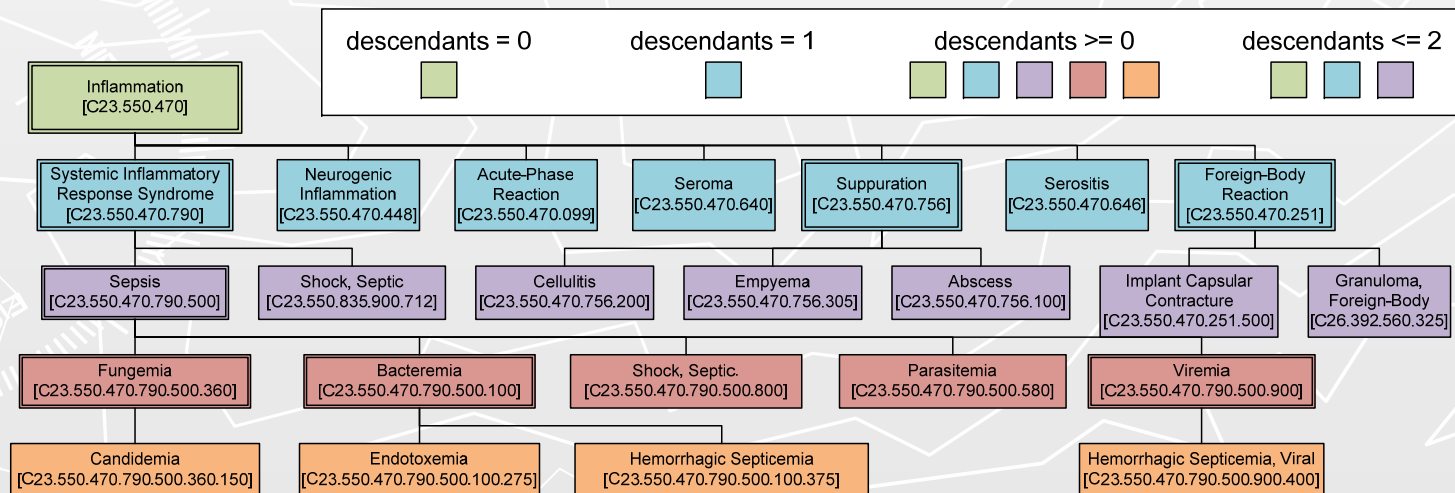 descendants = 0
descendants = 1
descendants >= 0
descendants <= 2
Inflammation
[C23.550.470]
Systemic Inflammatory
Response Syndrome
[C23.550.470.790]
Neurogenic
Inflammation
[C23.550.470.448]
Acute-Phase
Reaction
[C23.550.470.099]
Seroma
[C23.550.470.640]
Suppuration
[C23.550.470.756]
Serositis
[C23.550.470.646]
Foreign-Body
Reaction
[C23.550.470.251]
Sepsis
[C23.550.470.790.500]
Shock, Septic
[C23.550.835.900.712]
Cellulitis
[C23.550.470.756.200]
Empyema
[C23.550.470.756.305]
Abscess
[C23.550.470.756.100]
Implant Capsular
Contracture
[C23.550.470.251.500]
Granuloma,
Foreign-Body
[C26.392.560.325]
Fungemia
[C23.550.470.790.500.360]
Bacteremia
[C23.550.470.790.500.100]
Shock, Septic.
[C23.550.470.790.500.800]
Parasitemia
[C23.550.470.790.500.580]
Viremia
[C23.550.470.790.500.900]
Candidemia
[C23.550.470.790.500.360.150]
Endotoxemia
[C23.550.470.790.500.100.275]
Hemorrhagic Septicemia
[C23.550.470.790.500.100.375]
Hemorrhagic Septicemia, Viral
[C23.550.470.790.500.900.400]